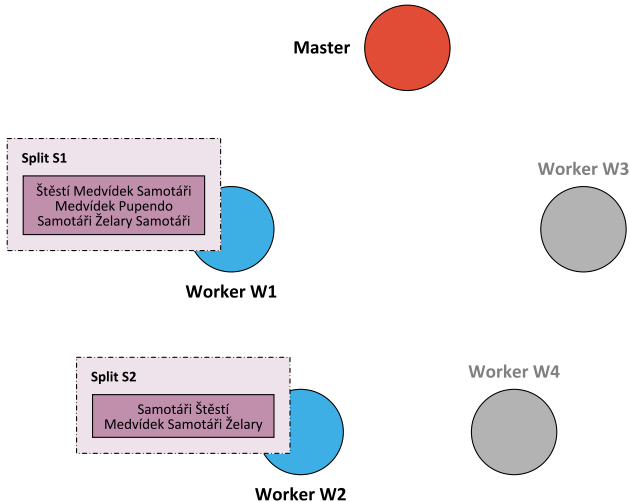 Master
Split S1
Štěstí Medvídek Samotáři
Medvídek Pupendo
Samotáři Želary Samotáři
Worker W1
Worker W3
Split S2
Samotáři Štěstí
Medvídek Samotáři Želary
Worker W2
Worker W4